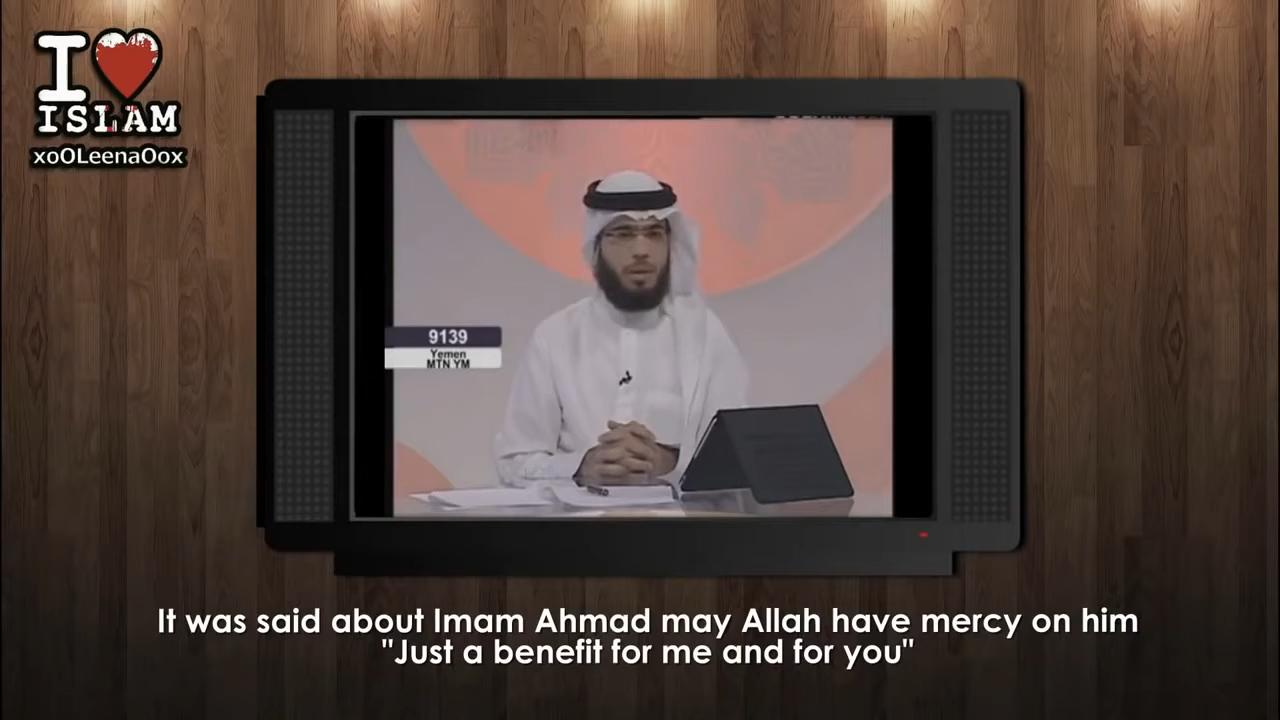 I
ISLAM
xoOLeenaOox
9139
Yemen
MTN YM
It was said about Imam Ahmad may Allah have mercy on him
"Just a benefit for me and for you"